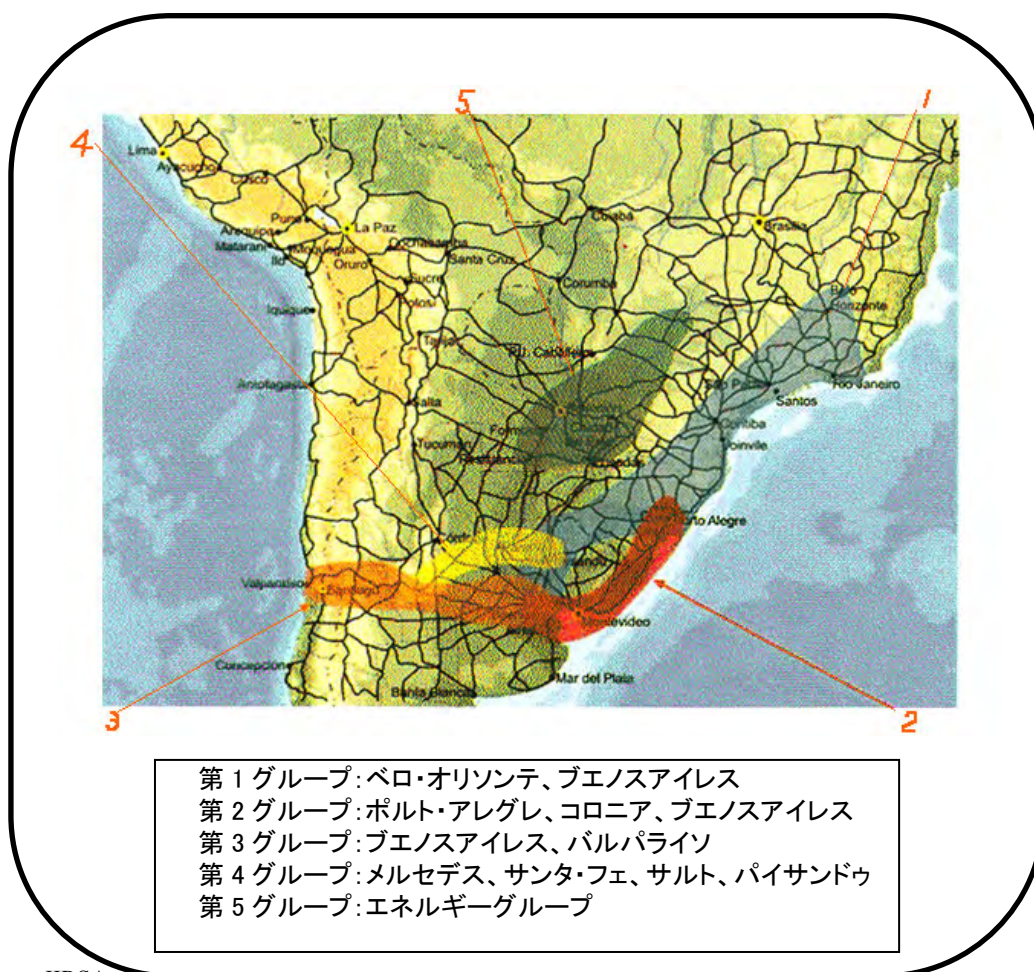 5
1
4
Lima
Ayacucho
Cusco
Cuiabá
Brasilia
Puno
La Paz
Arequipa
Matarani
Moquegua
Cochabamba
Ilo
Oruro
Santa Cruz
Sucre
Corumba
Belo
Horizonte
Iquique
Potosi
Tarija
P.J. Caballero
Antofagasta
São Paulo
Rio Janeiro
Salta
Santos
Curitiba
Tucuman
Joinvile
Resistencia
Porto Alegre
Valparaiso
Santiago
Montevideo
Concepcion
Mar del Plata
Bahia Blanca
3
2
第 1 グループ:ベロ・オリゾンテ、ブエノスアイレス
第 2 グループ:ポルト・アレグレ、コロニア、ブエノスアイレス
第 3 グループ:ブエノスアイレス、バルパライソ
第 4 グループ:メルセデス、サンタ・フェ、サルト、パイサンドゥ
第 5 グループ:エネルギーグループ